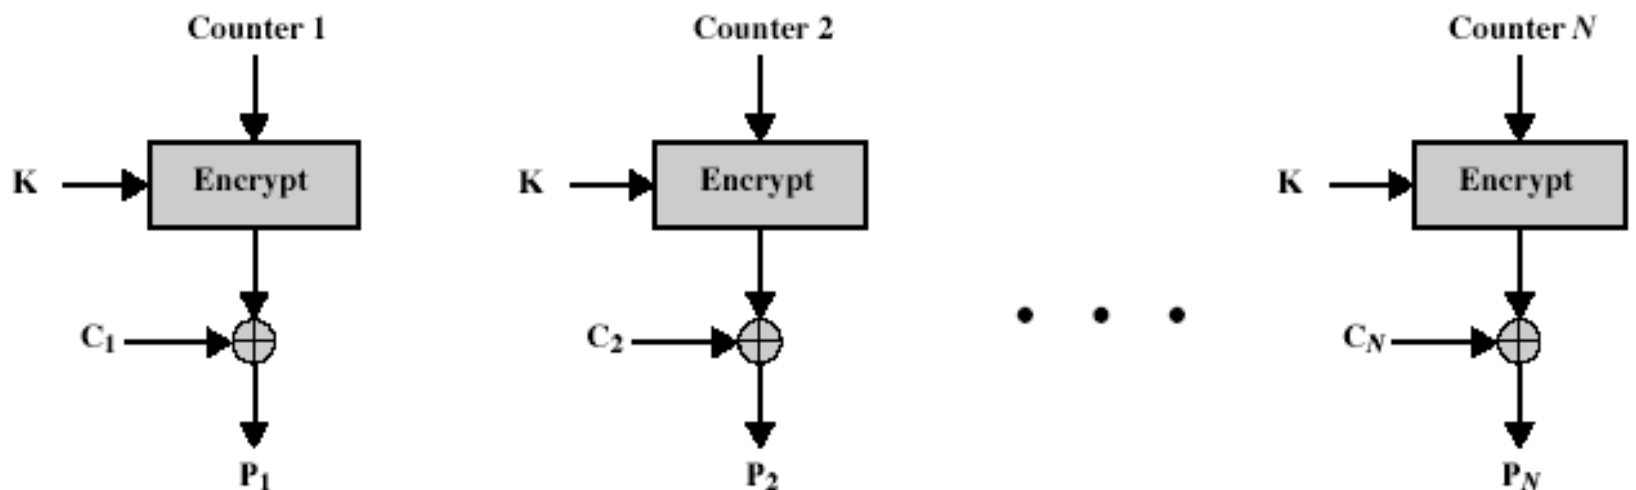 Counter 1 Counter 2 Counter N
K Encrypt K Encrypt K Encrypt
C1 C2 CN
P1 P2 PN